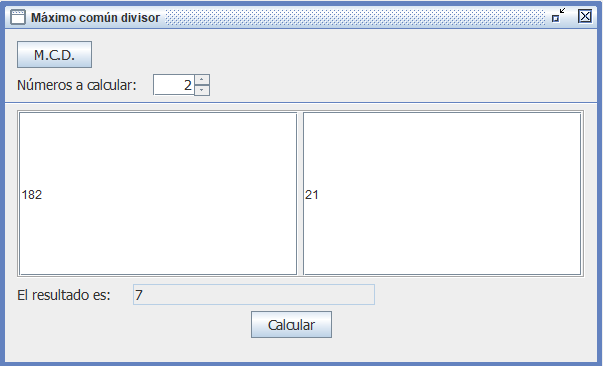 Máximo común divisor
M.C.D.
Números a calcular: 2
182 21
El resultado es: 7
Calcular